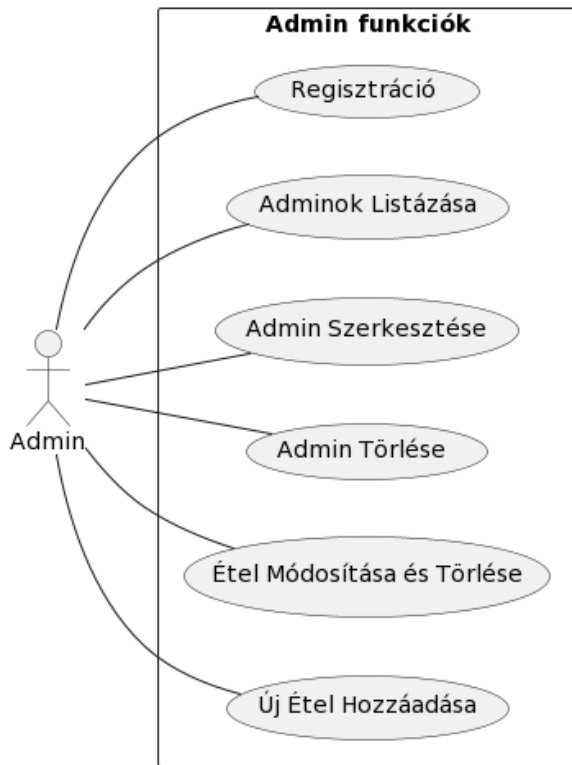 Admin funkciók
Regisztráció
Adminok Listázása
Admin Szerkesztése
Admin Törlése
Admin
Étel Módosítása és Törlése
Új Étel Hozzáadása